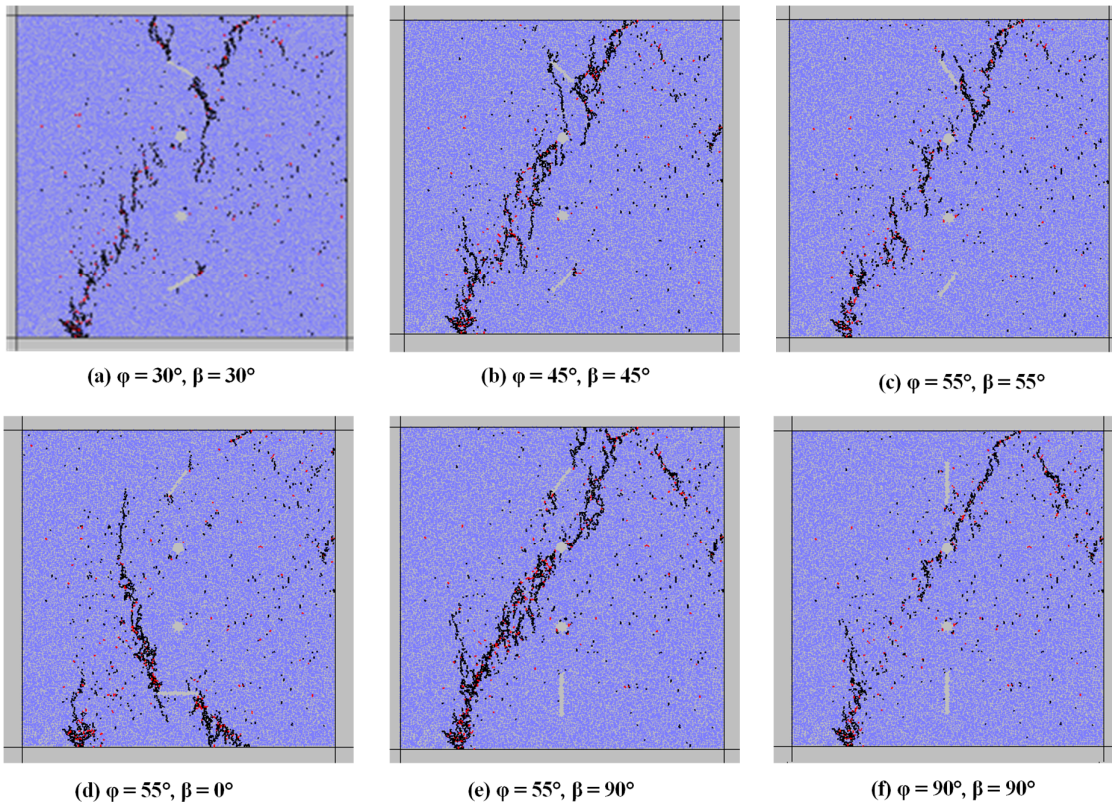 (a) φ = 30°, β = 30°
(b) φ = 45°, β = 45°
(c) φ = 55°, β = 55°
(d) φ = 55°, β = 0°
(e) φ = 55°, β = 90°
(f) φ = 90°, β = 90°